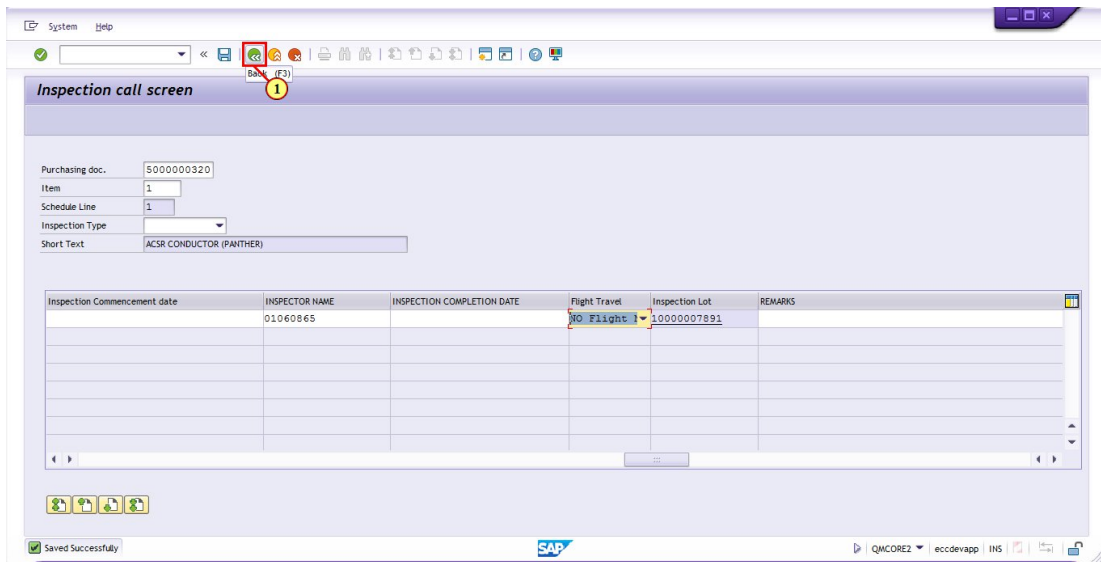 System Help
Back (F3)
1
Inspection call screen
Purchasing doc. 5000000320
Item 1
Schedule Line 1
Inspection Type
Short Text ACSR CONDUCTOR (PANTHER)
Inspection Commencement date INSPECTOR NAME INSPECTION COMPLETION DATE Flight Travel Inspection Lot REMARKS
01060865 NO Flight 10000007891
Saved Successfully SAP QMCORE2 eccdevapp INS